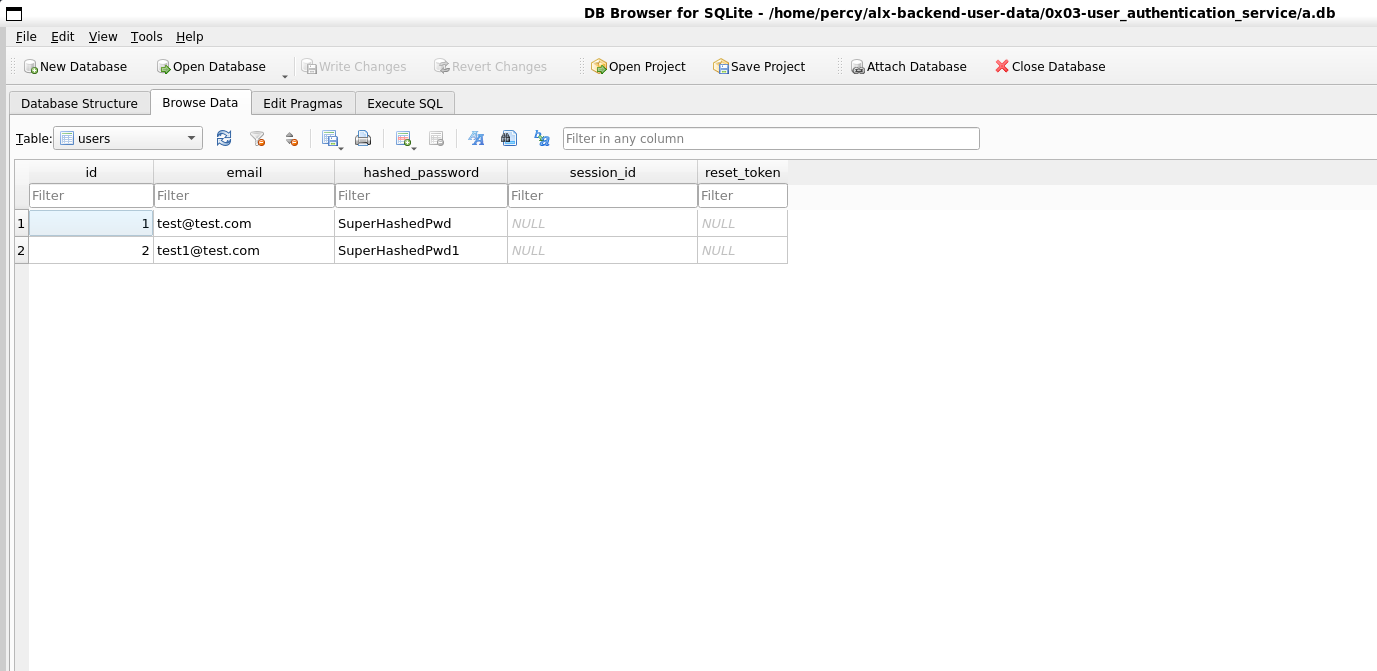 DB Browser for SQLite - /home/percy/alx-backend-user-data/0x03-user_authentication_service/a.db
File Edit View Tools Help
New Database Open Database Write Changes Revert Changes Open Project Save Project Attach Database Close Database
Database Structure Browse Data Edit Pragmas Execute SQL
Table: users Filter in any column
id email hashed_password session_id reset_token
Filter Filter Filter Filter Filter
1 1 test@test.com SuperHashedPwd NULL NULL
2 2 test1@test.com SuperHashedPwd1 NULL NULL